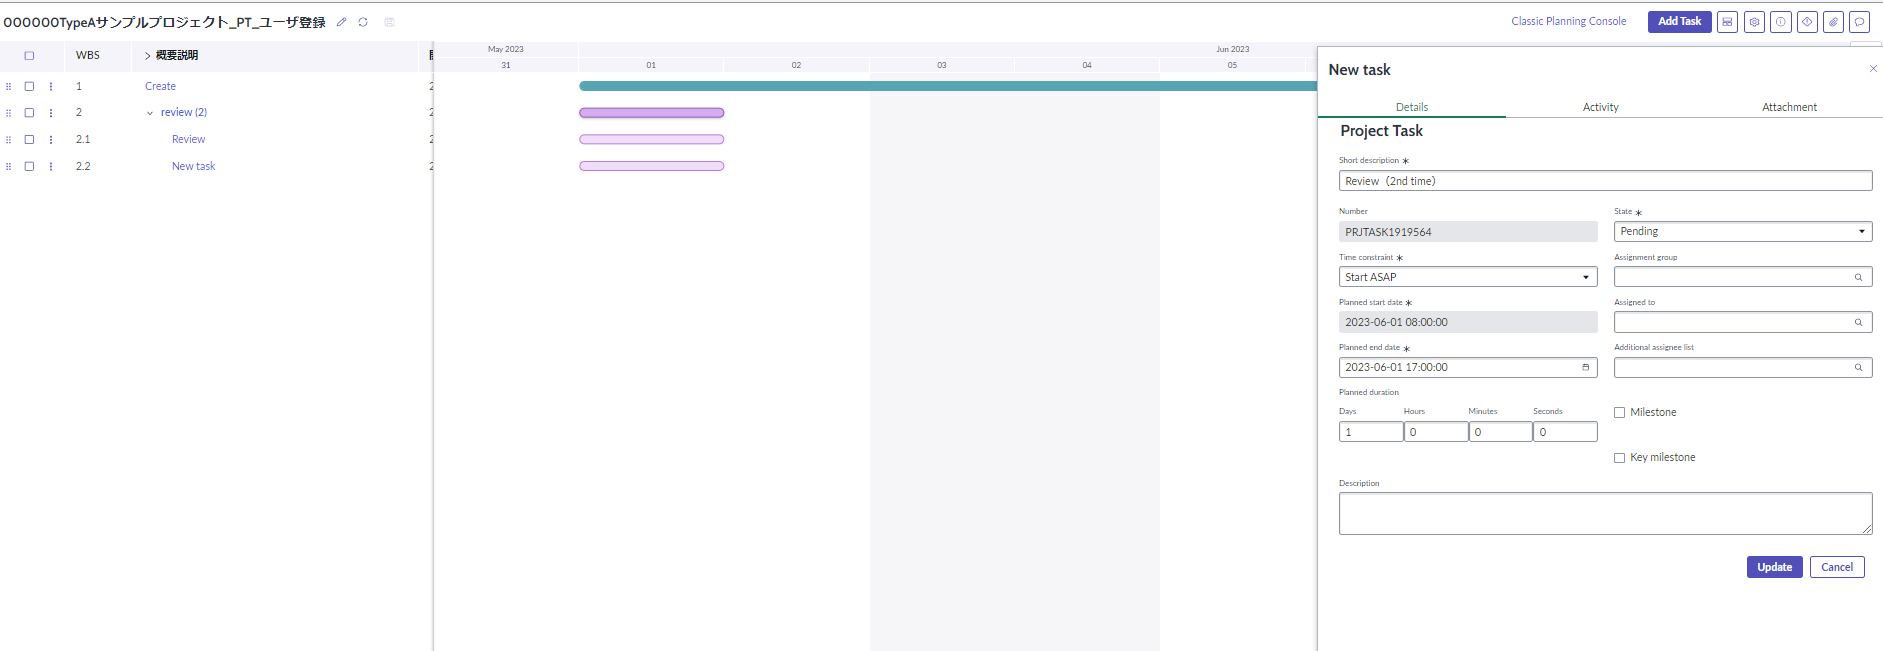 000000TypeAサンプルプロジェクト_PT_ユーザ登録
Classic Planning Console
Add Task
WBS
概要説明
May 2023
Jun 2023
31
01
02
03
04
05
1
Create
2
review (2)
2.1
Review
2.2
New task
New task
Details
Activity
Attachment
Project Task
Short description
Review（2nd time）
Number
PRJTASK1919564
State
Pending
Time constraint
Start ASAP
Assignment group
Planned start date
2023-06-01 08:00:00
Assigned to
Planned end date
2023-06-01 17:00:00
Additional assignee list
Planned duration
Days
Hours
Minutes
Seconds
1
0
0
0
Milestone
Key milestone
Description
Update
Cancel